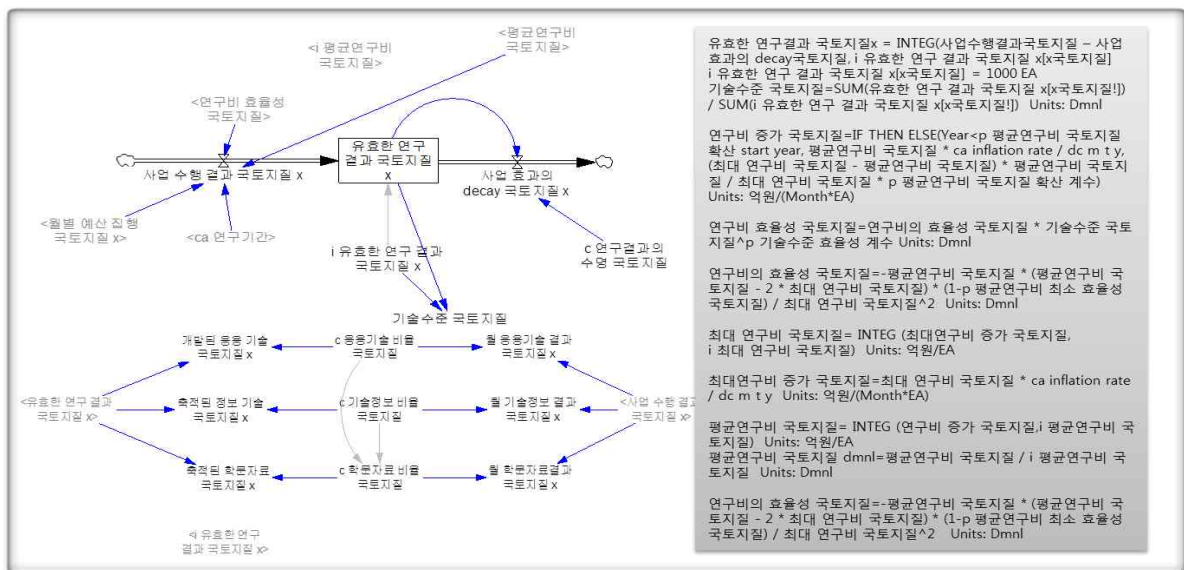 <i 평균연구비
국토지질>
<평균연구비
국토지질>
<연구비 효율성
국토지질>
사업 수행 결과 국토지질 x
유효한 연구
결과 국토지질
x
사업 효과의
decay 국토지질 x
<월별 예산 집행
국토지질 x>
<ca 연구기간>
i 유효한 연구 결과
국토지질 x
c 연구결과의
수명 국토지질
기술수준 국토지질
개발된 응용 기술
국토지질 x
c 응용기술 비율
국토지질
월 응용기술 결과
국토지질 x
<유효한 연구 결과
국토지질 x>
축적된 정보 기술
국토지질 x
c 기술정보 비율
국토지질
월 기술정보 결과
국토지질 x
<사업 수행 결과
국토지질 x>
축적된 학문자료
국토지질 x
c 학문자료 비율
국토지질
월 학문자료결과
국토지질 x
<i 유효한 연구
결과 국토지질 x>
유효한 연구결과 국토지질x = INTEG(사업수행결과국토지질 – 사업
효과의 decay국토지질, i 유효한 연구 결과 국토지질 x[x국토지질]
i 유효한 연구 결과 국토지질 x[x국토지질] = 1000 EA
기술수준 국토지질=SUM(유효한 연구 결과 국토지질 x[x국토지질!])
/ SUM(i 유효한 연구 결과 국토지질 x[x국토지질!]) Units: Dmnl
연구비 증가 국토지질=IF THEN ELSE(Year<p 평균연구비 국토지질
확산 start year, 평균연구비 국토지질 * ca inflation rate / dc m t y,
(최대 연구비 국토지질 - 평균연구비 국토지질) * 평균연구비 국토지
질 / 최대 연구비 국토지질 * p 평균연구비 국토지질 확산 계수)
Units: 억원/(Month*EA)
연구비 효율성 국토지질=연구비의 효율성 국토지질 * 기술수준 국토
지질^p 기술수준 효율성 계수 Units: Dmnl
연구비의 효율성 국토지질=-평균연구비 국토지질 * (평균연구비 국
토지질 - 2 * 최대 연구비 국토지질) * (1-p 평균연구비 최소 효율성
국토지질) / 최대 연구비 국토지질^2 Units: Dmnl
최대 연구비 국토지질= INTEG (최대연구비 증가 국토지질,
i 최대 연구비 국토지질) Units: 억원/EA
최대연구비 증가 국토지질=최대 연구비 국토지질 * ca inflation rate
/ dc m t y Units: 억원/(Month*EA)
평균연구비 국토지질= INTEG (연구비 증가 국토지질,i 평균연구비 국
토지질) Units: 억원/EA
평균연구비 국토지질 dmnl=평균연구비 국토지질 / i 평균연구비 국
토지질 Units: Dmnl
연구비의 효율성 국토지질=-평균연구비 국토지질 * (평균연구비 국
토지질 - 2 * 최대 연구비 국토지질) * (1-p 평균연구비 최소 효율성
국토지질) / 최대 연구비 국토지질^2 Units: Dmnl